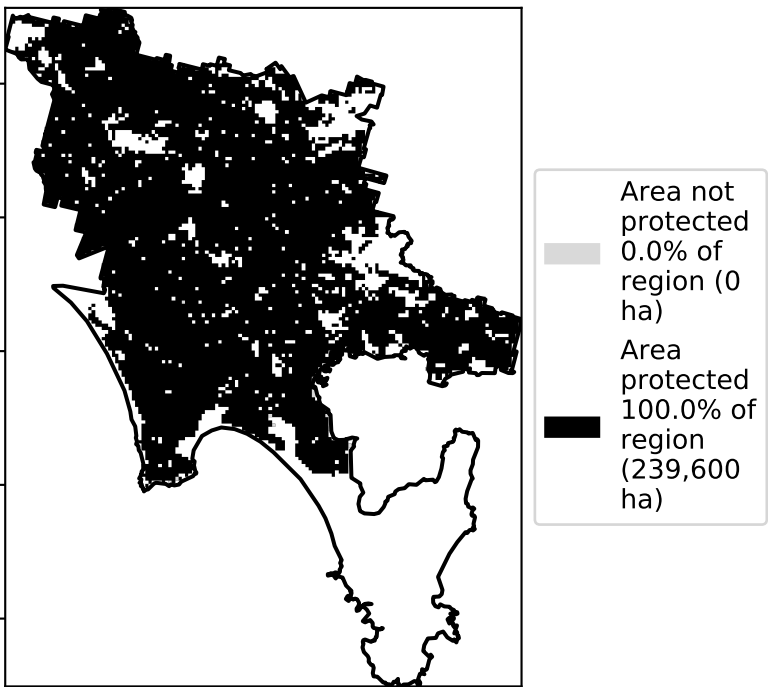 Area not
protected
0.0% of
region (0
ha)
Area
protected
100.0% of
region
(239,600
ha)